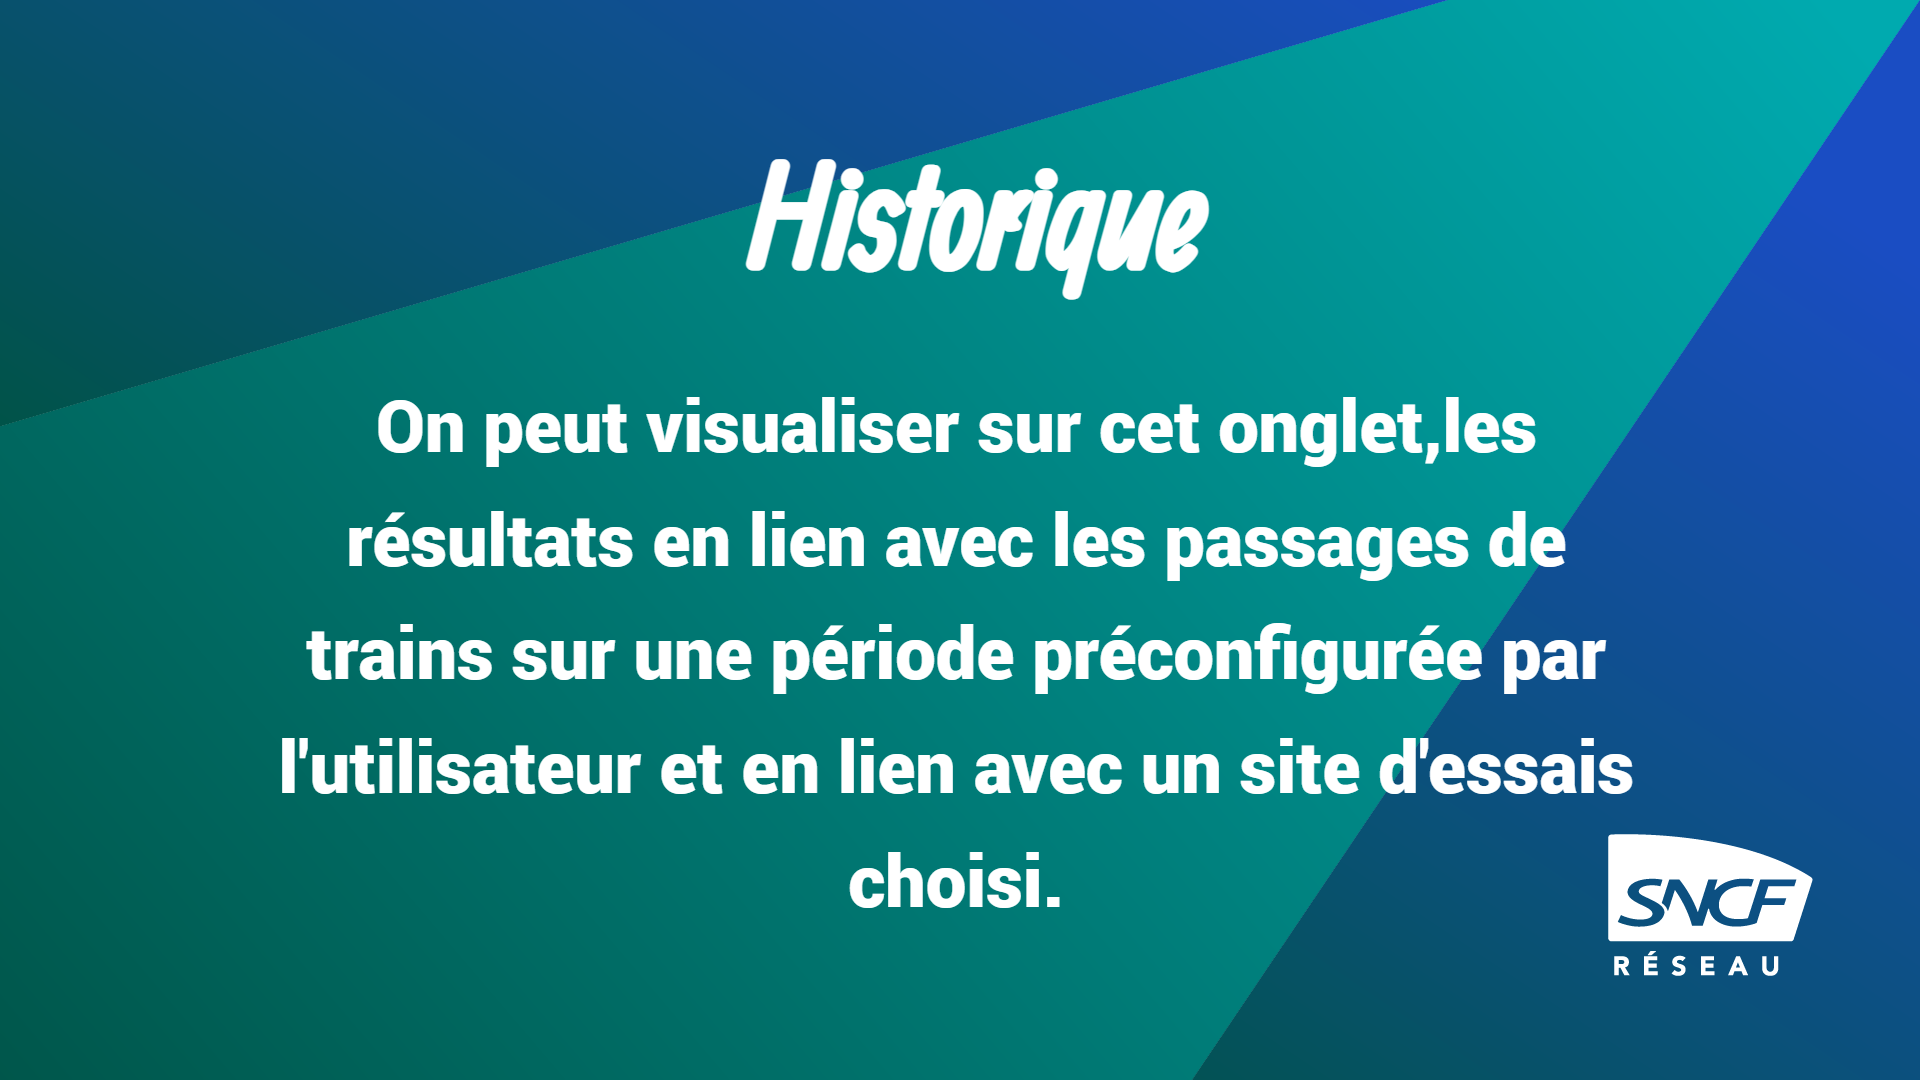 Historique
On peut visualiser sur cet onglet,les
résultats en lien avec les passages de
trains sur une période préconfigurée par
l'utilisateur et en lien avec un site d'essais
choisi.
SNCF
RÉSEAU